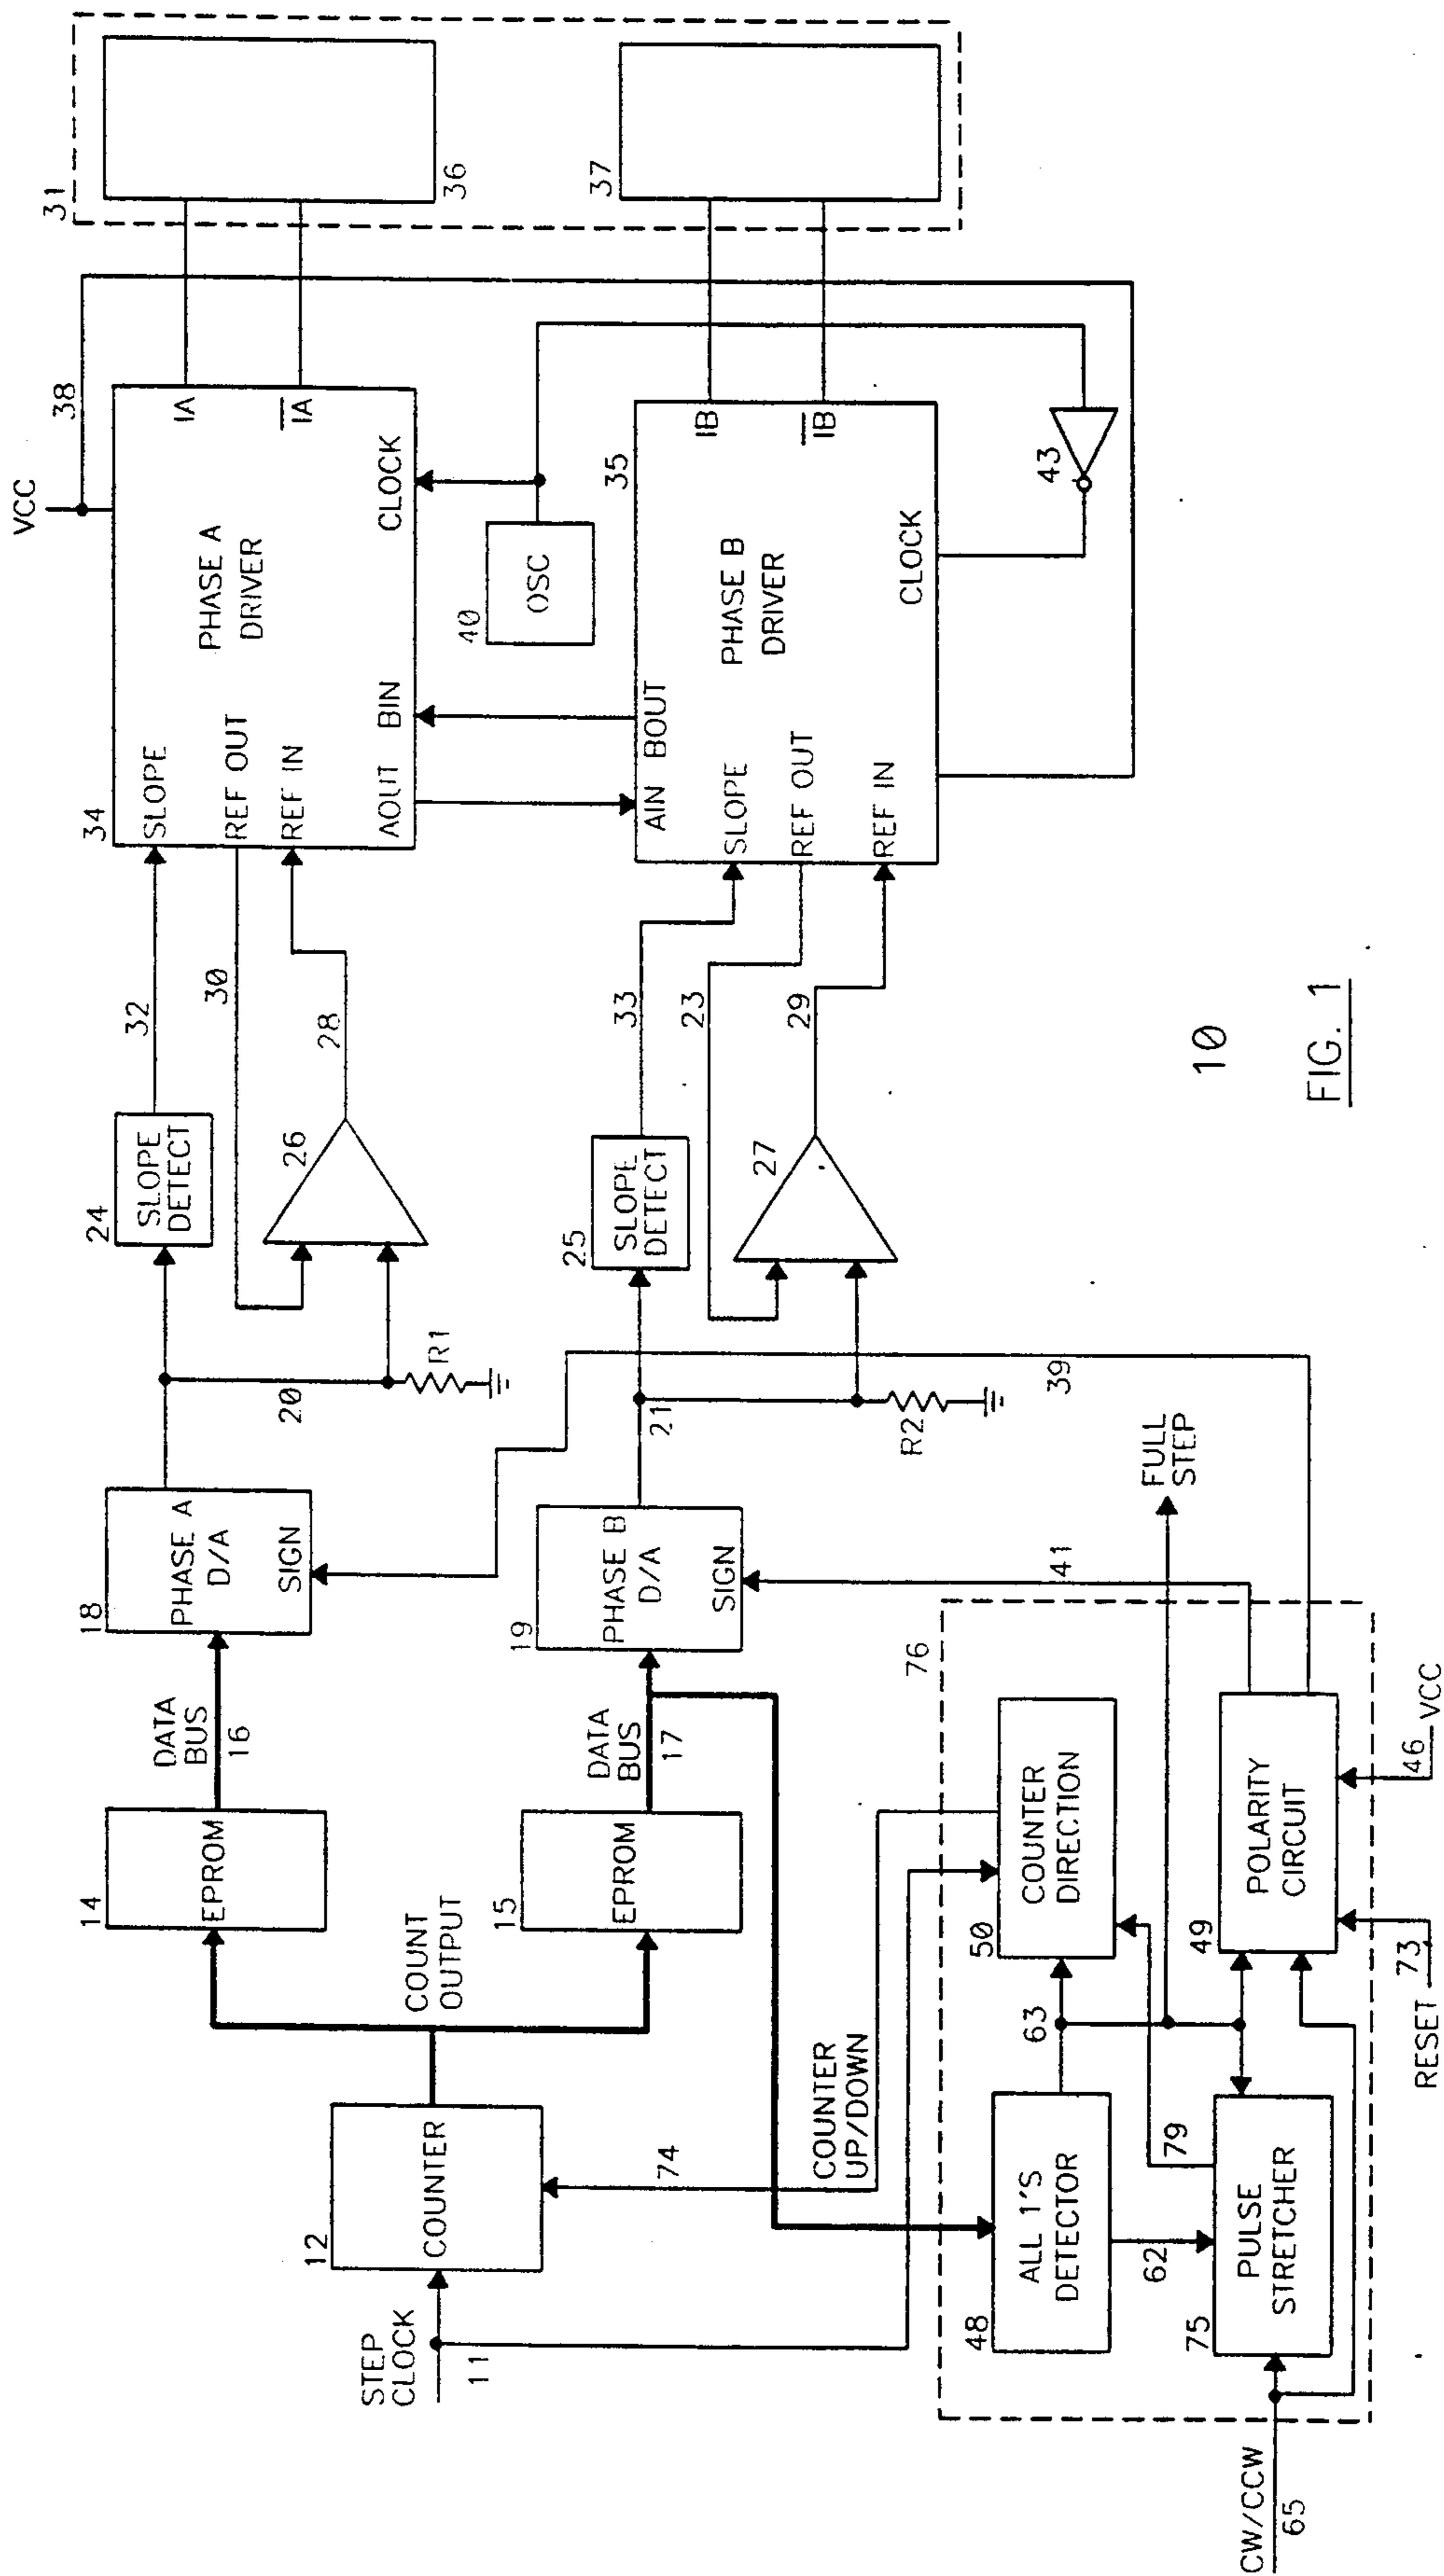 STEP
CLOCK
11
12
COUNTER
COUNT
OUTPUT
74
COUNTER
UP/DOWN
14
EPROM
DATA
BUS
16
15
EPROM
DATA
BUS
17
18
PHASE A
D/A
SIGN
19
PHASE B
D/A
SIGN
20
R1
21
R2
39
41
24
SLOPE
DETECT
32
26
30
28
25
SLOPE
DETECT
33
27
23
29
34
SLOPE
REF OUT
REF IN
AOUT
BIN
PHASE A
DRIVER
CLOCK
IA
IA
VCC
38
40
OSC
35
AIN
BOUT
SLOPE
REF OUT
REF IN
PHASE B
DRIVER
CLOCK
IB
IB
43
31
36
37
76
48
ALL 1'S
DETECTOR
62
63
50
COUNTER
DIRECTION
79
75
PULSE
STRETCHER
49
POLARITY
CIRCUIT
FULL
STEP
CW/CCW
65
RESET
73
46
VCC
10
FIG. 1